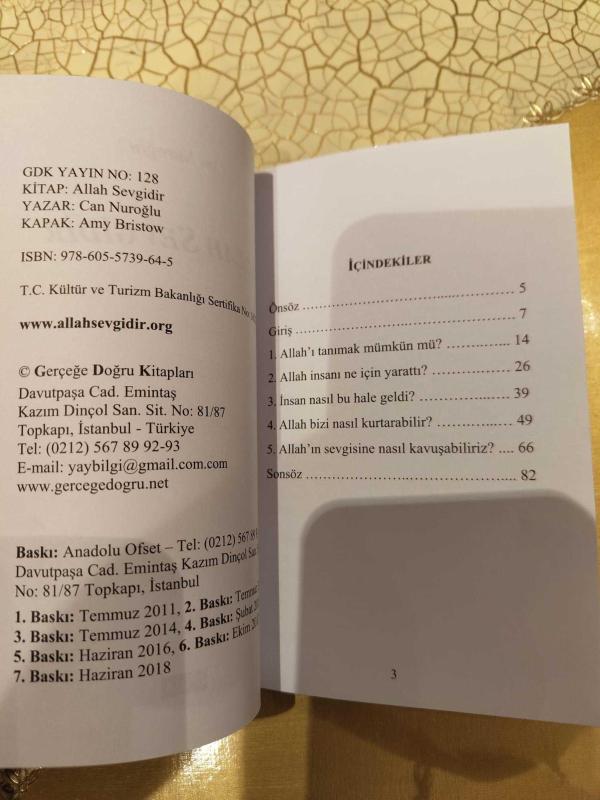 GDK YAYIN NO: 128
KİTAP: Allah Sevgidir
YAZAR: Can Nuroğlu
KAPAK: Amy Bristow
ISBN: 978-605-5739-64-5
T.C. Kültür ve Turizm Bakanlığı Sertifika No:
www.allahsevgidir.org
© Gerçeğe Doğru Kitapları
Davutpaşa Cad. Emintaş
Kazım Dinçol San. Sit. No: 81/87
Topkapı, İstanbul - Türkiye
Tel: (0212) 567 89 92-93
E-mail: yaybilgi@gmail.com.com
www.gercegedogru.net
Baskı: Anadolu Ofset – Tel: (0212) 567 89
Davutpaşa Cad. Emintaş Kazım Dinçol San.
No: 81/87 Topkapı, İstanbul
1. Baskı: Temmuz 2011, 2. Baskı:
3. Baskı: Temmuz 2014, 4. Baskı: Şubat
5. Baskı: Haziran 2016, 6. Baskı: Ekim
7. Baskı: Haziran 2018
İÇİNDEKİLER
Önsöz ........................................ 5
Giriş ........................................ 7
1. Allah'ı tanımak mümkün mü? ............. 14
2. Allah insanı ne için yarattı? ............. 26
3. İnsan nasıl bu hale geldi? ............. 39
4. Allah bizi nasıl kurtarabilir? ............. 49
5. Allah'ın sevgisine nasıl kavuşabiliriz? .... 66
Sonsöz ........................................ 82
3